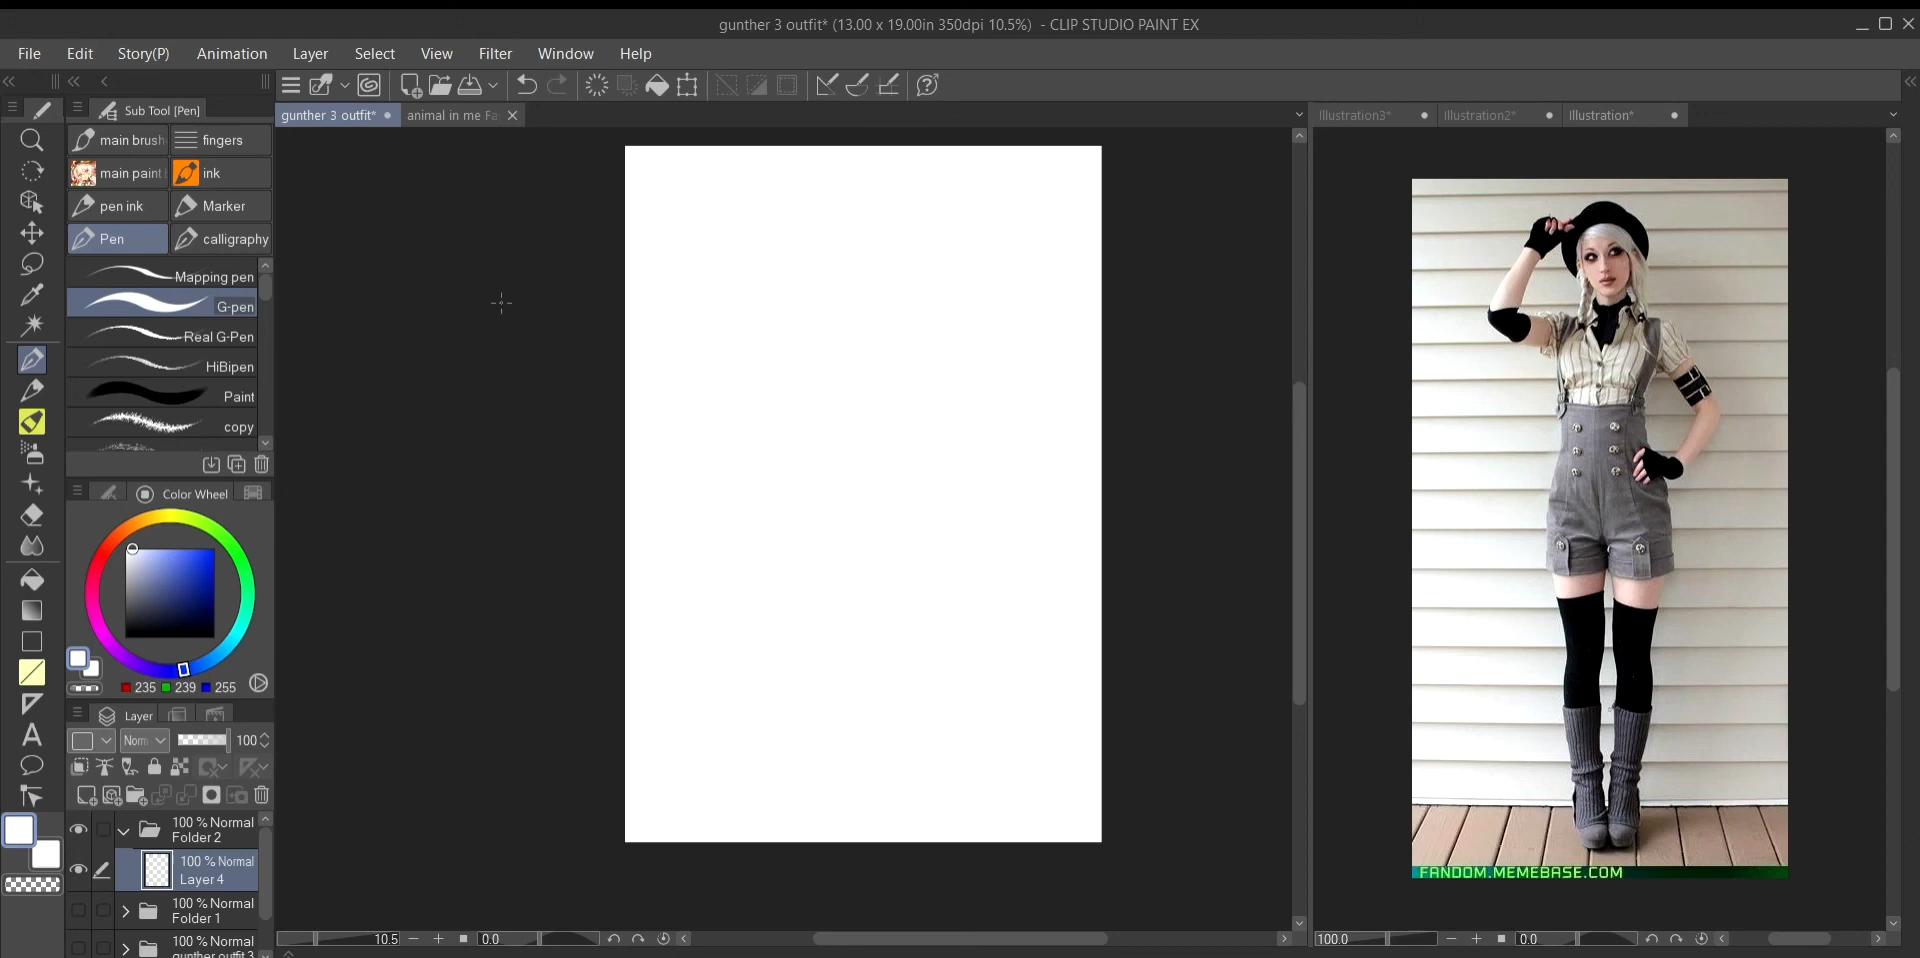 gunther 3 outfit* (13.00 x 19.00in 350dpi 10.5%) - CLIP STUDIO PAINT EX
File Edit Story(P) Animation Layer Select View Filter Window Help
Sub Tool [Pen]
gunther 3 outfit*
animal in me Fa
Illustration3*
Illustration2*
Illustration*
main brush
fingers
main paint
ink
pen ink
Marker
Pen
calligraphy
Mapping pen
G-pen
Real G-Pen
HiBipen
Paint
copy
Color Wheel
235 239 255
Layer
Norm 100
100 % Normal
Folder 2
100 % Normal
Layer 4
100 % Normal
Folder 1
100 % Normal
gunther outfit 3
10.5 0.0
100.0 0.0
FANDOM.MEMEBASE.COM